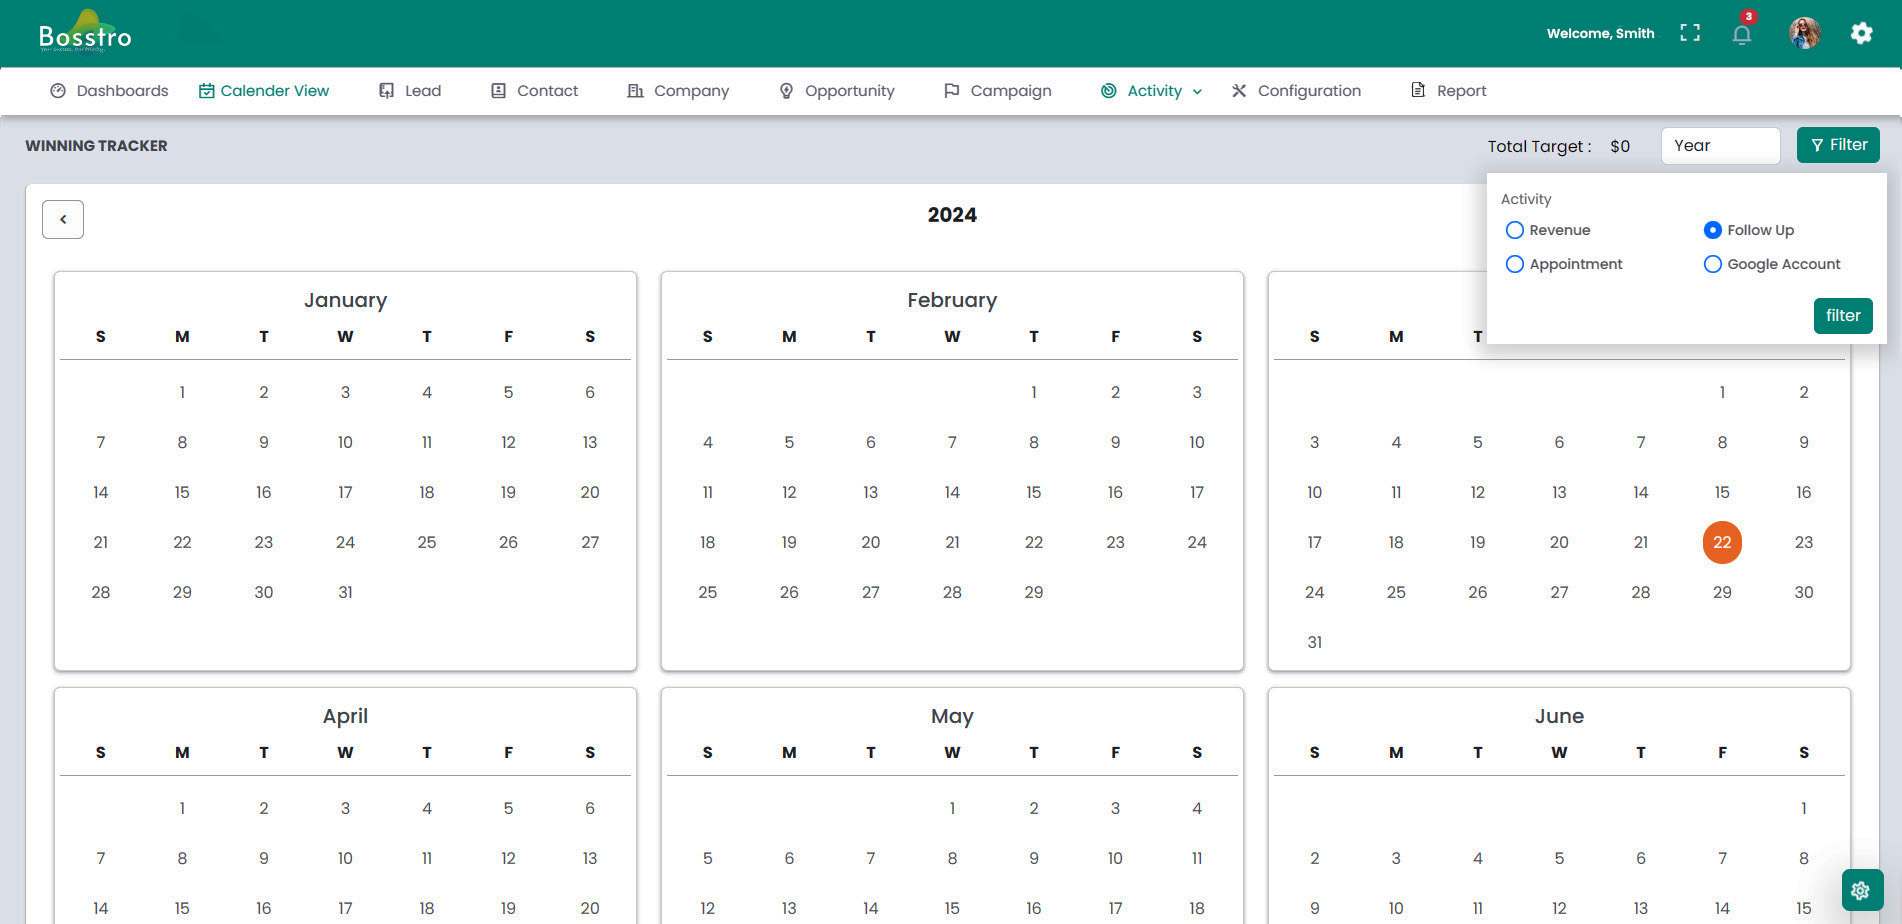 Bosstro
Welcome, Smith
3
Dashboards Calender View Lead Contact Company Opportunity Campaign Activity Configuration Report
WINNING TRACKER
Total Target : $0 Year Filter
Activity
Revenue Follow Up
Appointment Google Account
filter
2024
January
S M T W T F S
1 2 3 4 5 6
7 8 9 10 11 12 13
14 15 16 17 18 19 20
21 22 23 24 25 26 27
28 29 30 31
February
S M T W T F S
1 2 3
4 5 6 7 8 9 10
11 12 13 14 15 16 17
18 19 20 21 22 23 24
25 26 27 28 29
S M T
1 2
3 4 5 6 7 8 9
10 11 12 13 14 15 16
17 18 19 20 21 22 23
24 25 26 27 28 29 30
31
April
S M T W T F S
1 2 3 4 5 6
7 8 9 10 11 12 13
14 15 16 17 18 19 20
May
S M T W T F S
1 2 3 4
5 6 7 8 9 10 11
12 13 14 15 16 17 18
June
S M T W T F S
1
2 3 4 5 6 7 8
9 10 11 12 13 14 15